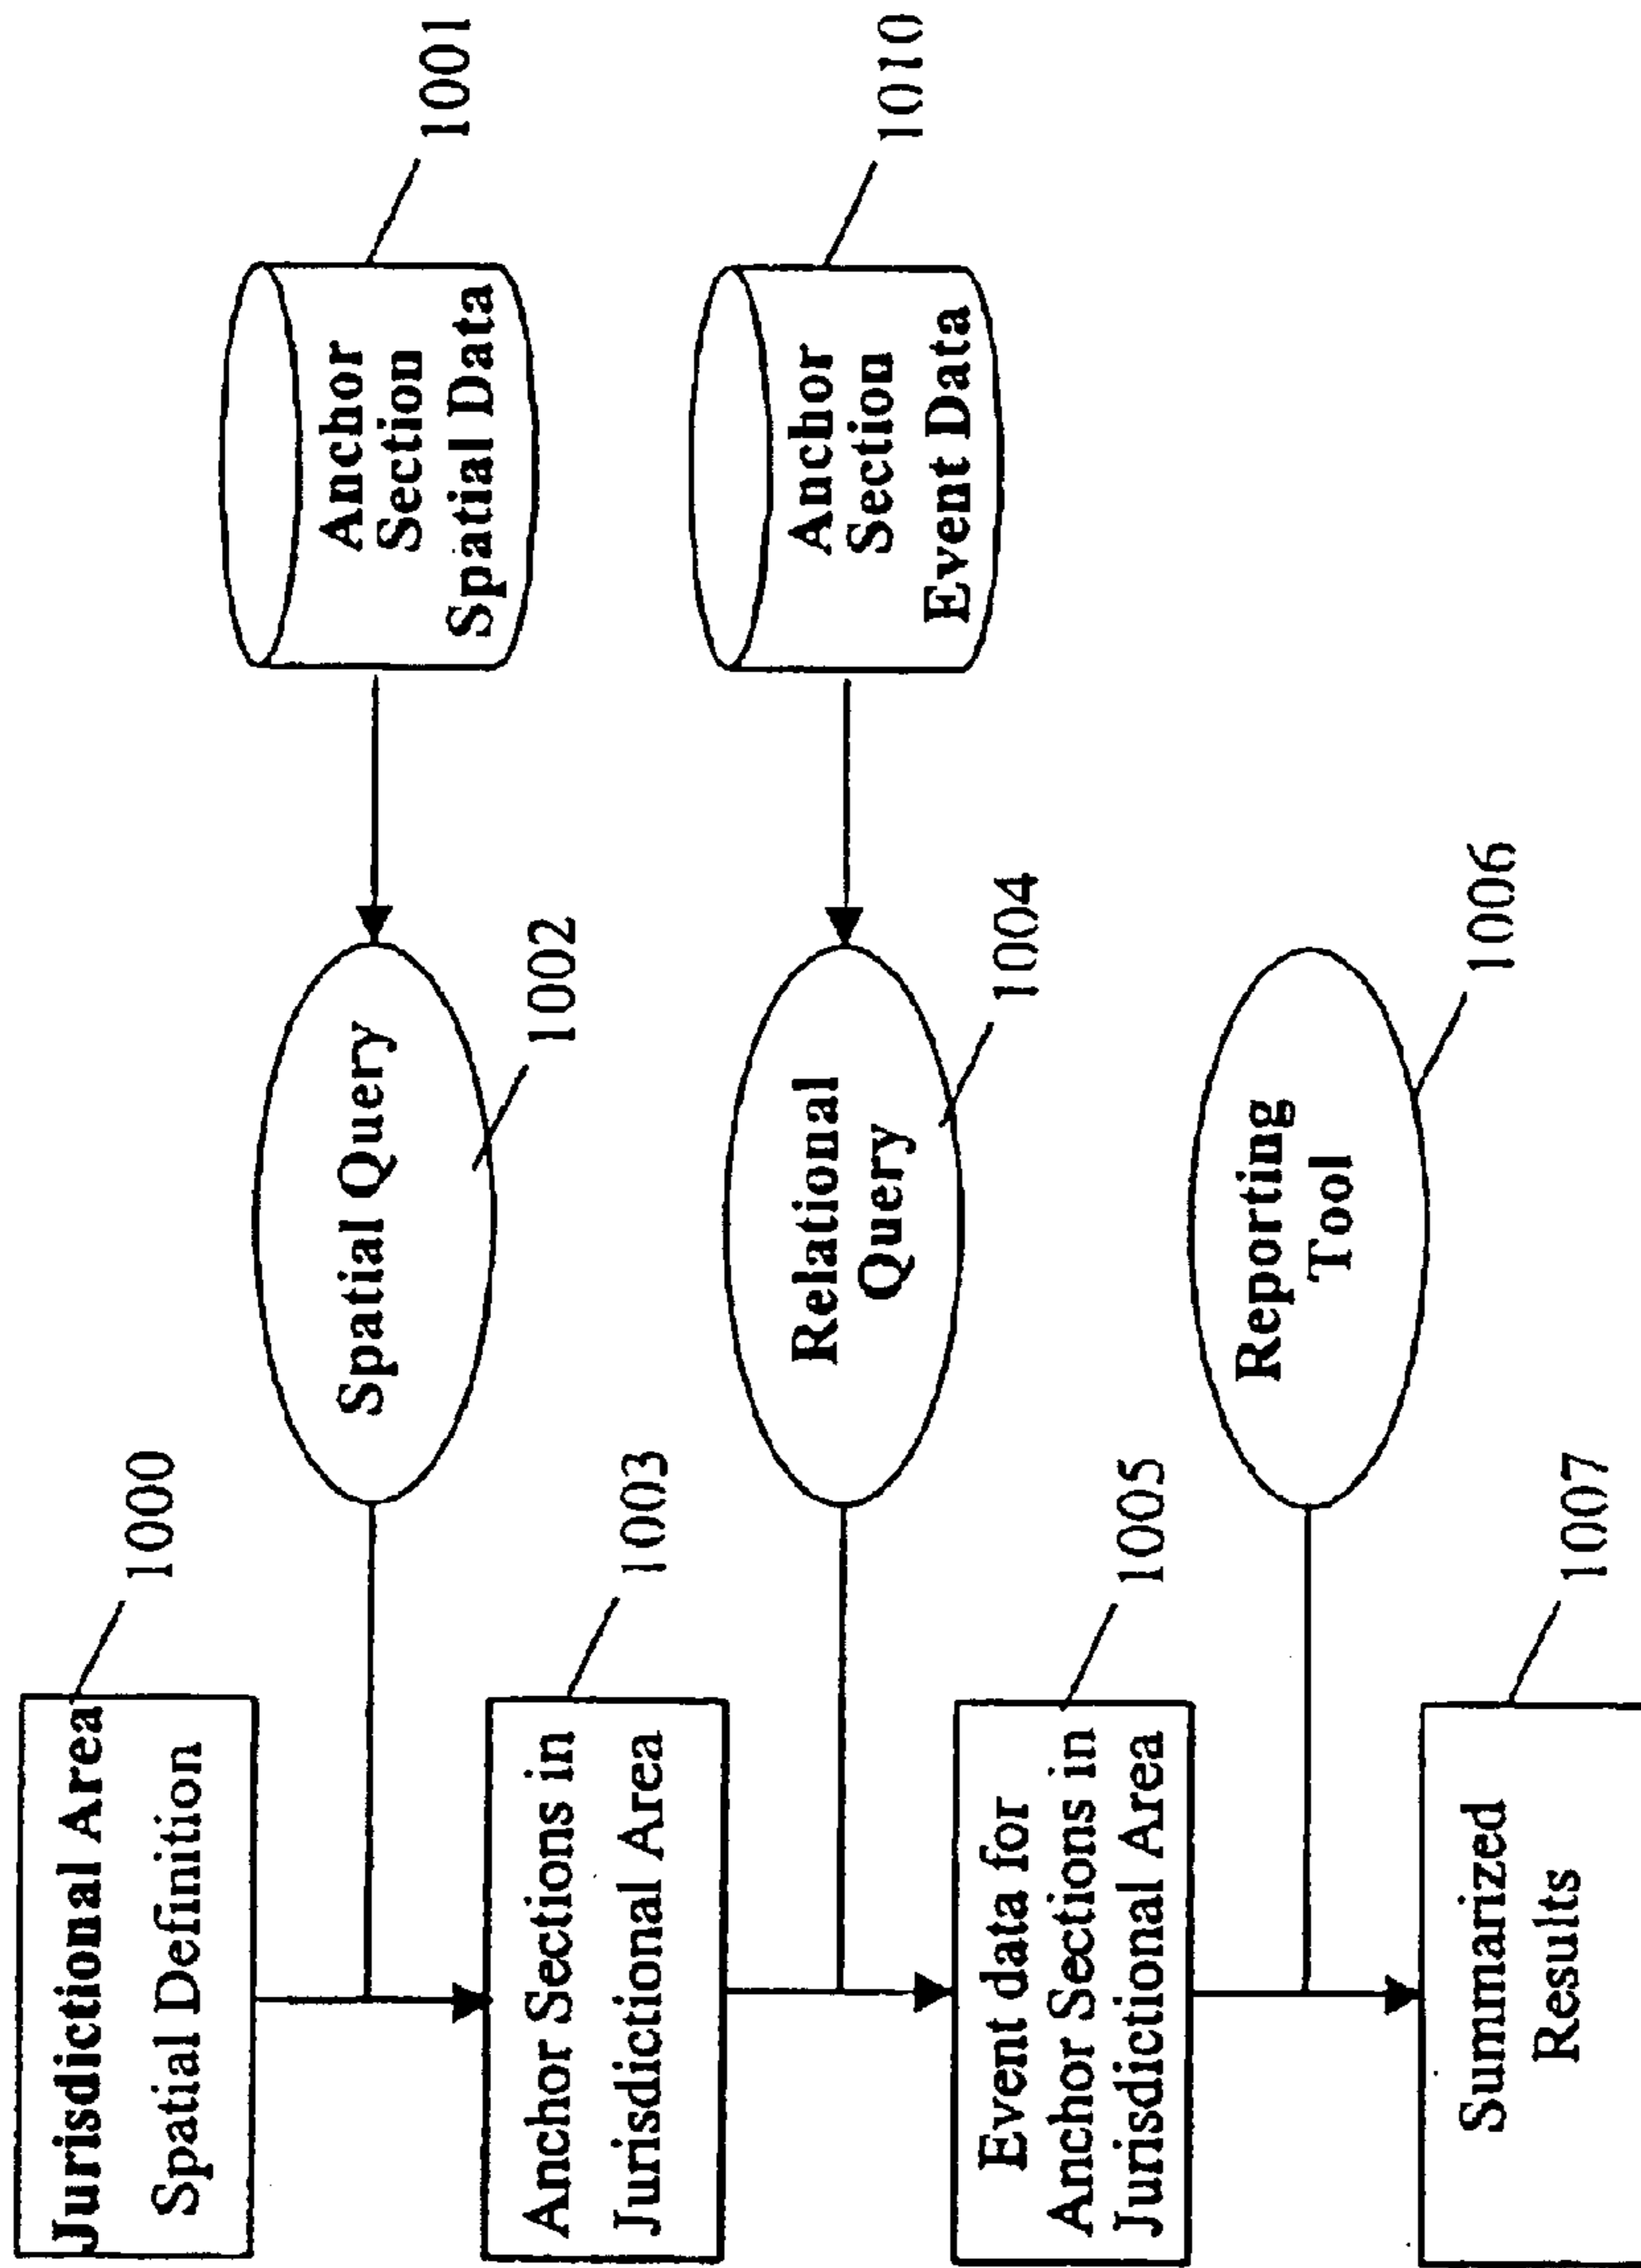 Jurisdictional Area
Spatial Definition
1000
Spatial Query
1002
Anchor
Section
Spatial Data
1001
Anchor Sections in
Jurisdictional Area
1003
Relational
Query
1004
Anchor
Section
Event Data
1010
Event data for
Anchor Sections in
Jurisdictional Area
1005
Reporting
Tool
1006
Summarized
Results
1007